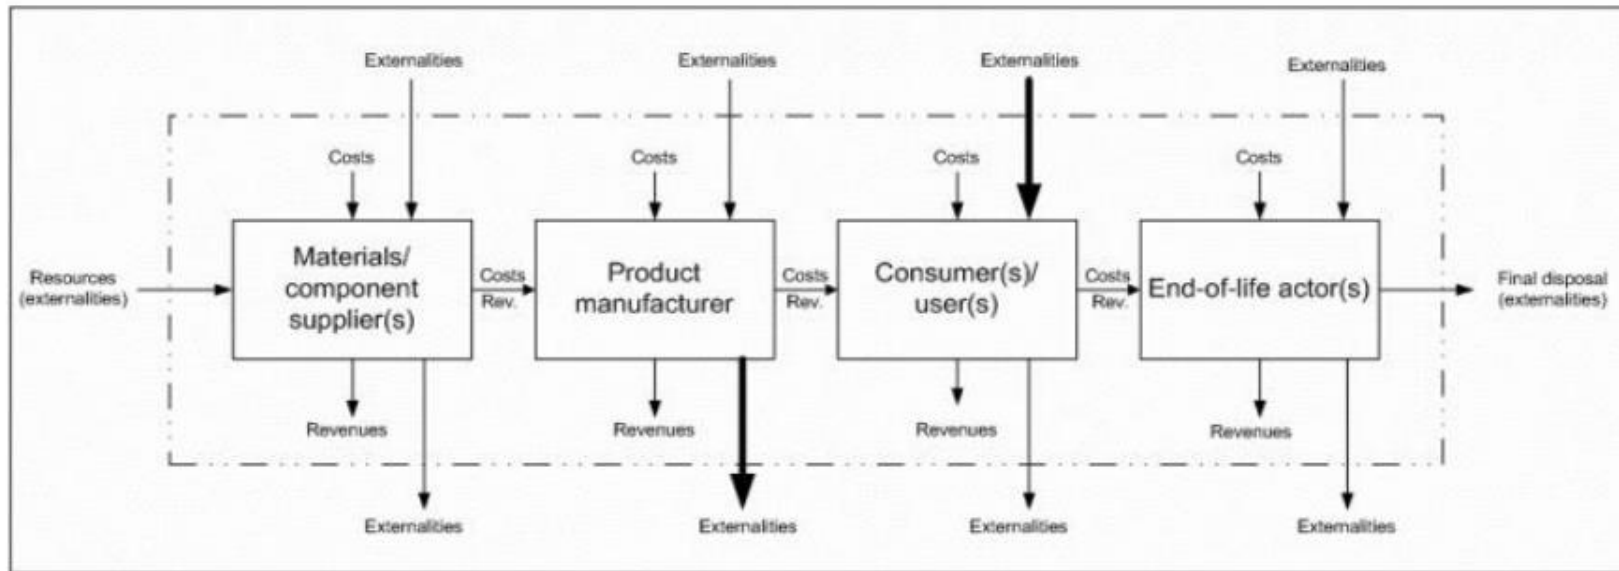 Externalities
Externalities
Externalities
Externalities
Costs
Costs
Costs
Costs
Resources
(externalities)
Materials/
component
supplier(s)
Costs
Rev.
Product
manufacturer
Costs
Rev.
Consumer(s)/
user(s)
Costs
Rev.
End-of-life actor(s)
Final disposal
(externalities)
Revenues
Revenues
Revenues
Revenues
Externalities
Externalities
Externalities
Externalities